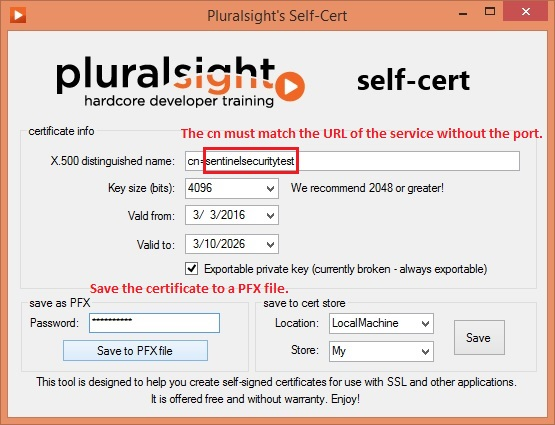 Pluralsight's Self-Cert
pluralsight
hardcore developer training
self-cert
certificate info
The cn must match the URL of the service without the port.
X.500 distinguished name: cn=sentinelsecuritytest
Key size (bits): 4096 We recommend 2048 or greater!
Vald from: 3/ 3/2016
Valid to: 3/10/2026
Exportable private key (currently broken - always exportable)
Save the certificate to a PFX file.
save as PFX
Password: **********
Save to PFX file
save to cert store
Location: LocalMachine
Store: My
Save
This tool is designed to help you create self-signed certificates for use with SSL and other applications.
It is offered free and without warranty. Enjoy!